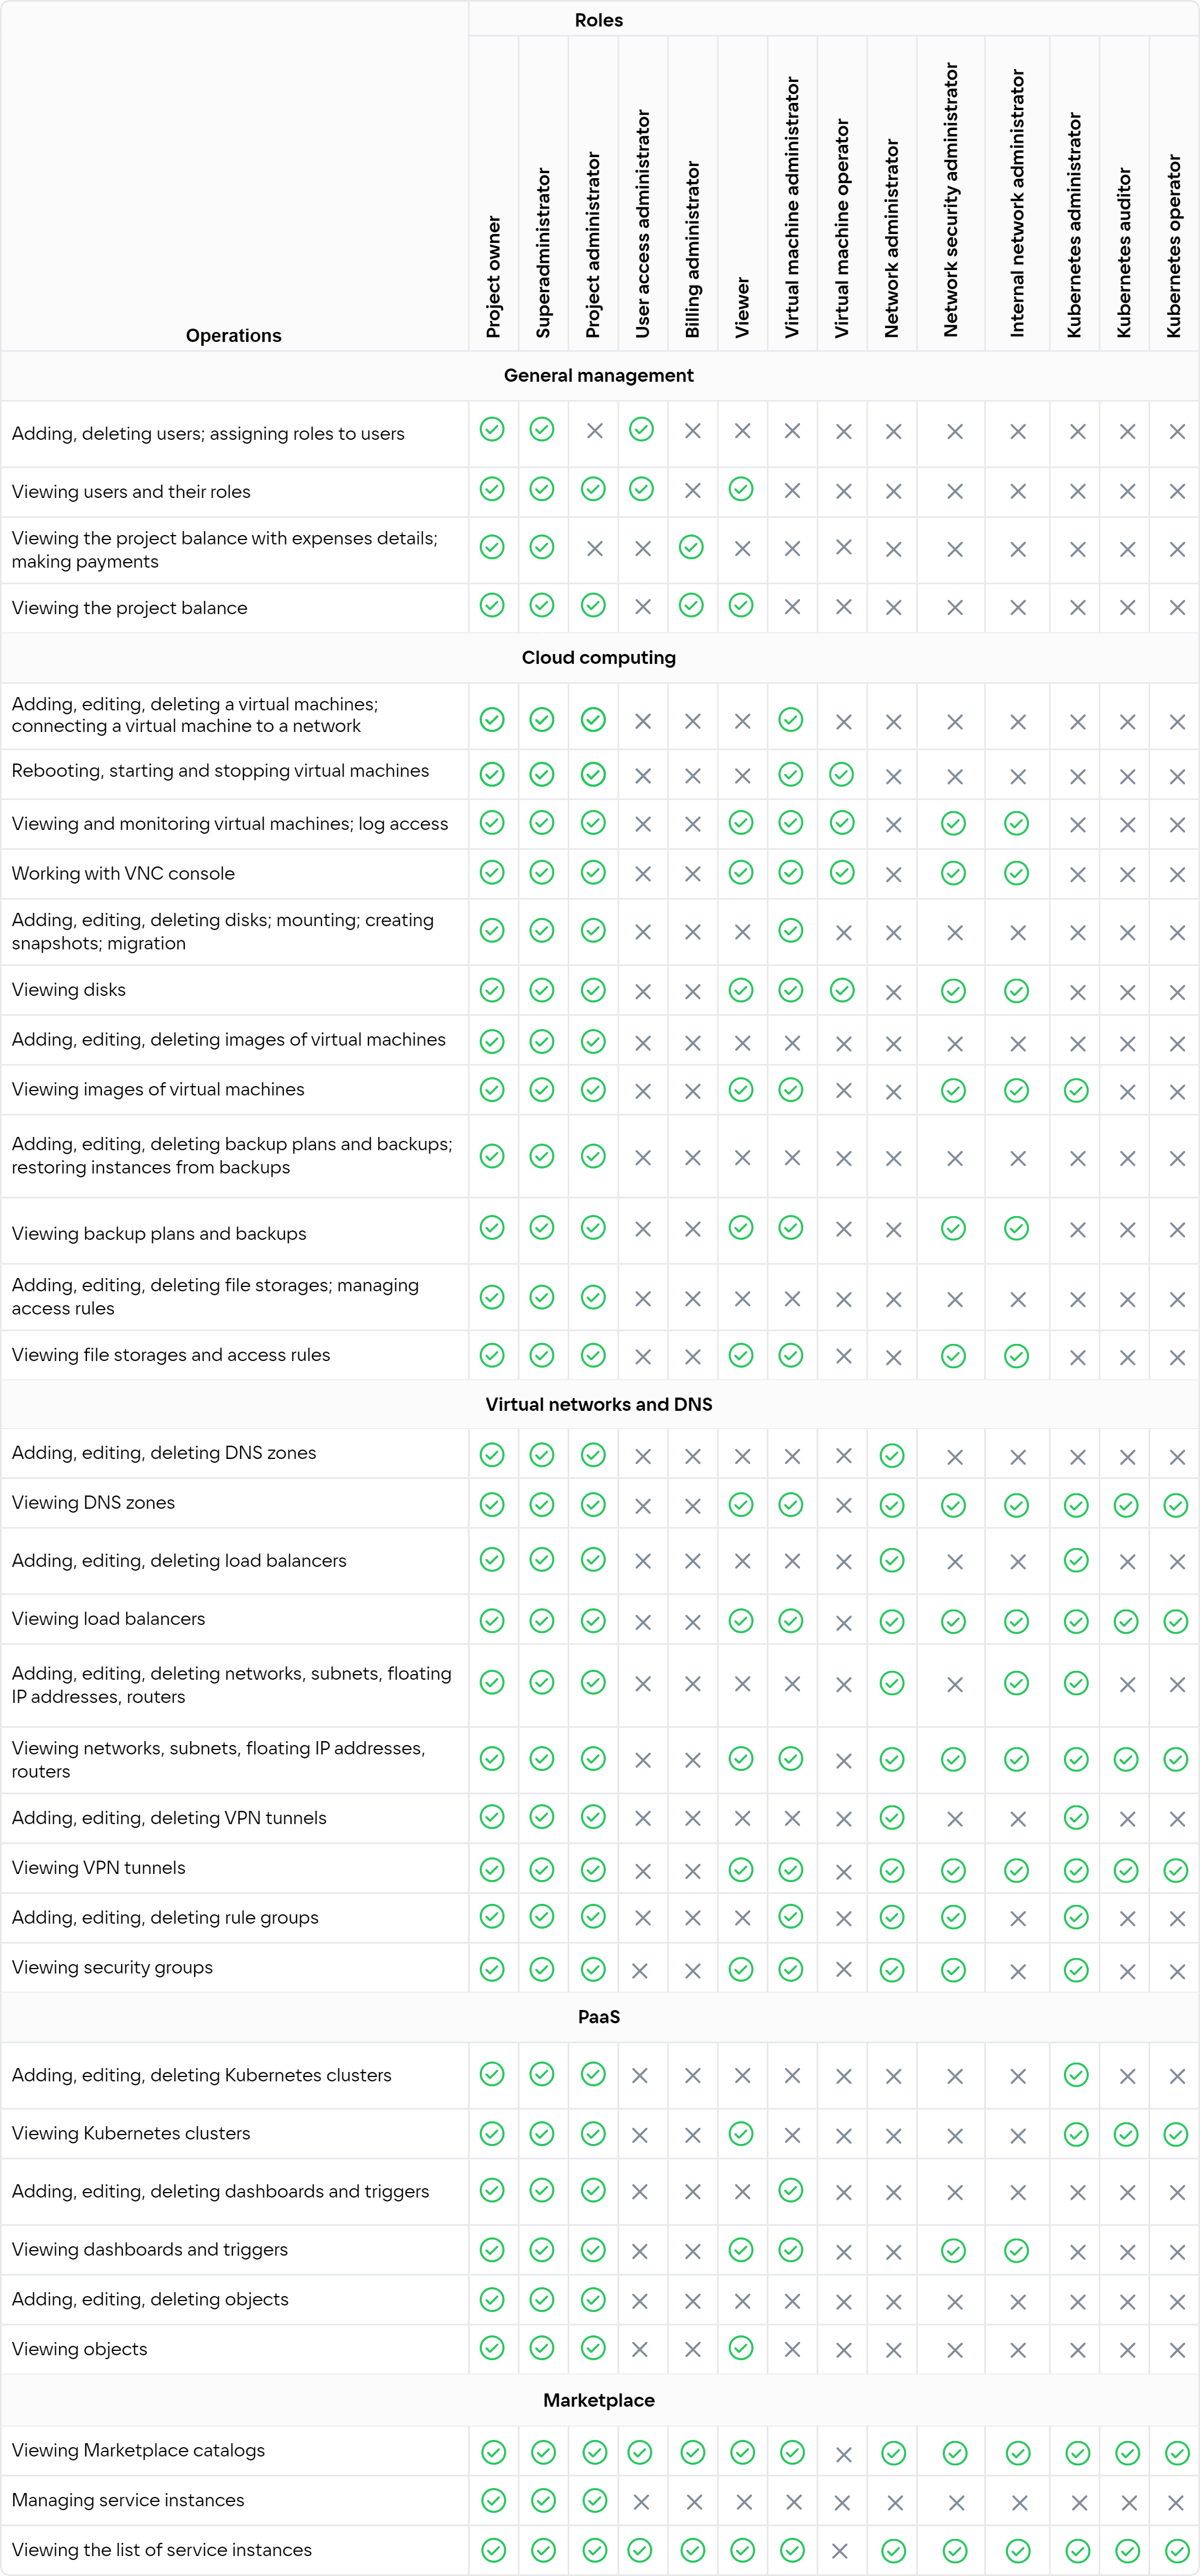 Roles
Operations
Project owner
Superadministrator
Project administrator
User access administrator
Billing administrator
Viewer
Virtual machine administrator
Virtual machine operator
Network administrator
Network security administrator
Internal network administrator
Kubernetes administrator
Kubernetes auditor
Kubernetes operator
General management
Adding, deleting users; assigning roles to users
Viewing users and their roles
Viewing the project balance with expenses details;
making payments
Viewing the project balance
Cloud computing
Adding, editing, deleting a virtual machines;
connecting a virtual machine to a network
Rebooting, starting and stopping virtual machines
Viewing and monitoring virtual machines; log access
Working with VNC console
Adding, editing, deleting disks; mounting; creating
snapshots; migration
Viewing disks
Adding, editing, deleting images of virtual machines
Viewing images of virtual machines
Adding, editing, deleting backup plans and backups;
restoring instances from backups
Viewing backup plans and backups
Adding, editing, deleting file storages; managing
access rules
Viewing file storages and access rules
Virtual networks and DNS
Adding, editing, deleting DNS zones
Viewing DNS zones
Adding, editing, deleting load balancers
Viewing load balancers
Adding, editing, deleting networks, subnets, floating
IP addresses, routers
Viewing networks, subnets, floating IP addresses,
routers
Adding, editing, deleting VPN tunnels
Viewing VPN tunnels
Adding, editing, deleting rule groups
Viewing security groups
PaaS
Adding, editing, deleting Kubernetes clusters
Viewing Kubernetes clusters
Adding, editing, deleting dashboards and triggers
Viewing dashboards and triggers
Adding, editing, deleting objects
Viewing objects
Marketplace
Viewing Marketplace catalogs
Managing service instances
Viewing the list of service instances